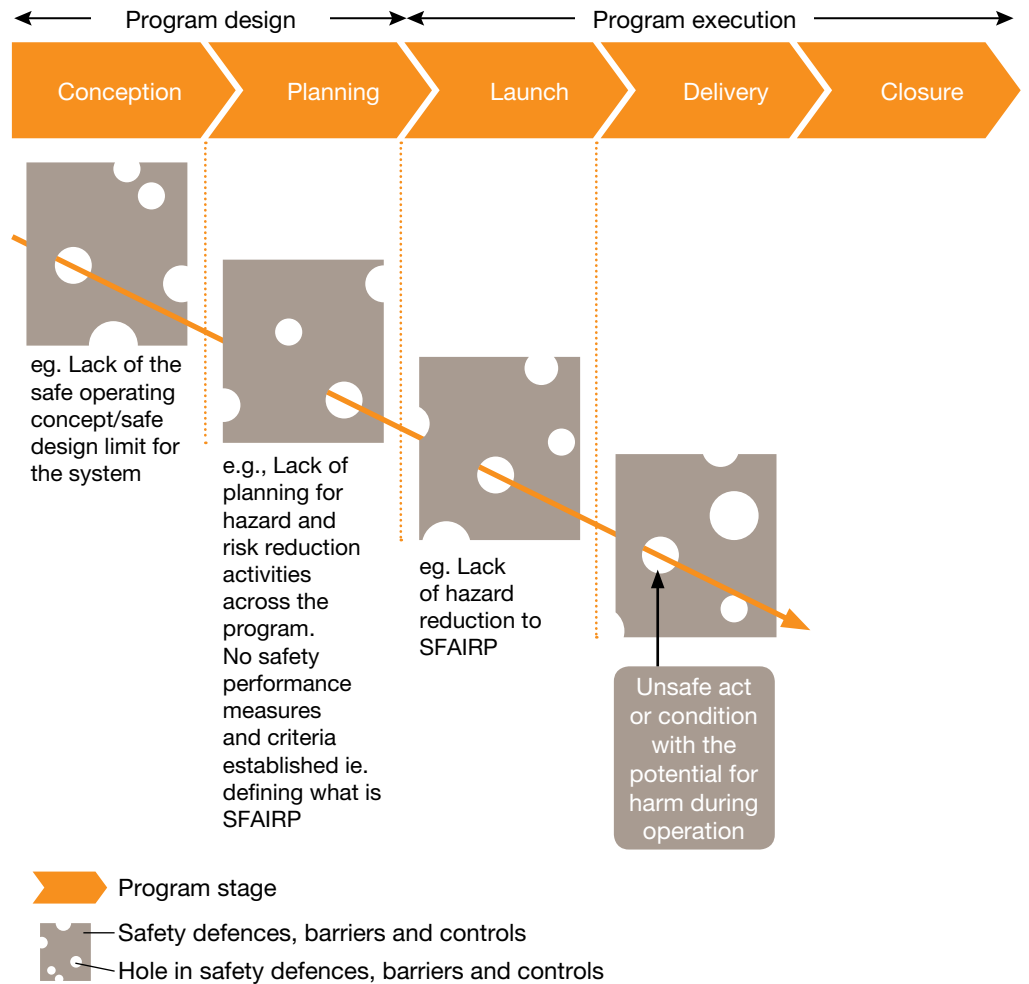 Program design
Program execution
Conception
Planning
Launch
Delivery
Closure
eg. Lack of the
safe operating
concept/safe
design limit for
the system
e.g., Lack of
planning for
hazard and
risk reduction
activities
across the
program.
No safety
performance
measures
and criteria
established ie.
defining what is
SFAIRP
eg. Lack
of hazard
reduction to
SFAIRP
Unsafe act
or condition
with the
potential for
harm during
operation
Program stage
Safety defences, barriers and controls
Hole in safety defences, barriers and controls